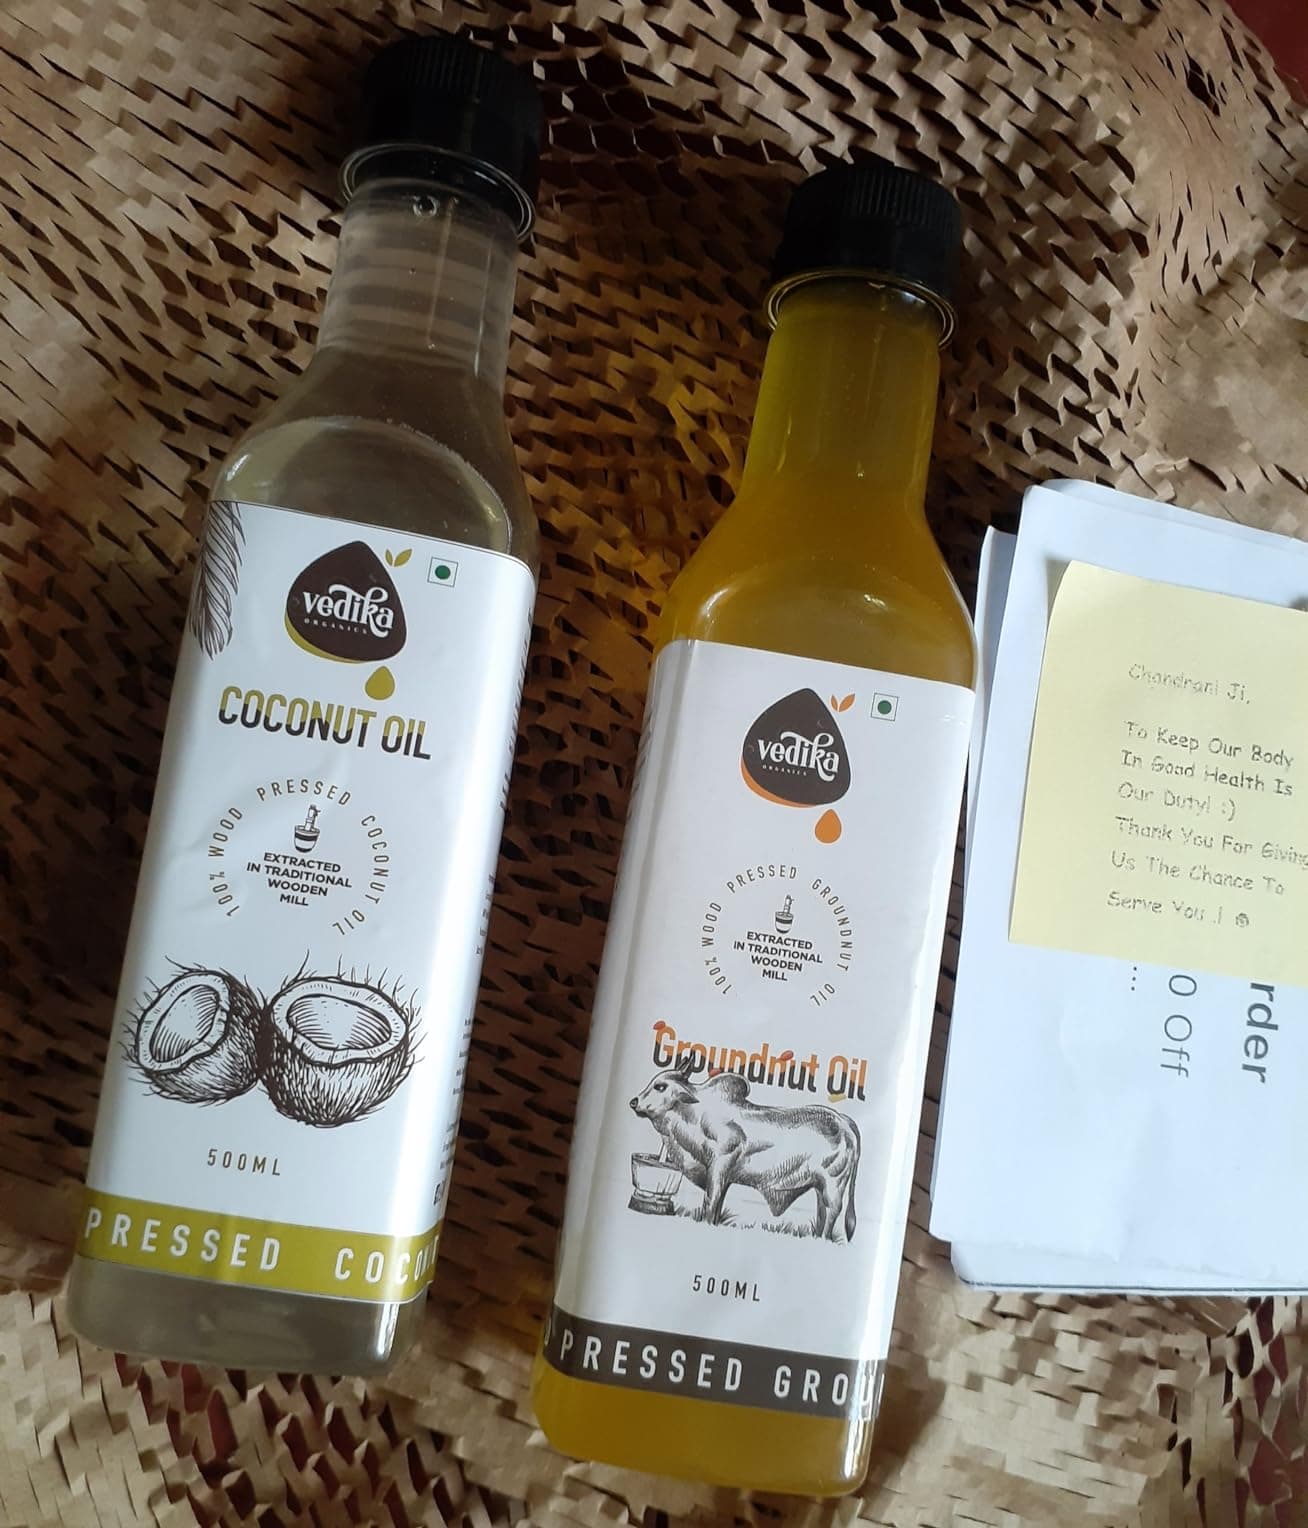 vedika
ORGANICS
COCONUT OIL
100% WOOD PRESSED COCONUT OIL
EXTRACTED
IN TRADITIONAL
WOODEN
MILL
500ML
PRESSED COCONUT
vedika
ORGANICS
100% WOOD PRESSED GROUNDNUT OIL
EXTRACTED
IN TRADITIONAL
WOODEN
MILL
Groundnut Oil
500ML
PRESSED GROU
Chandrani Ji,
To Keep Our Body
In Good Health Is
Our Duty! :)
Thank You For Giving
Us The Chance To
Serve You .!
rder
0 Off
...